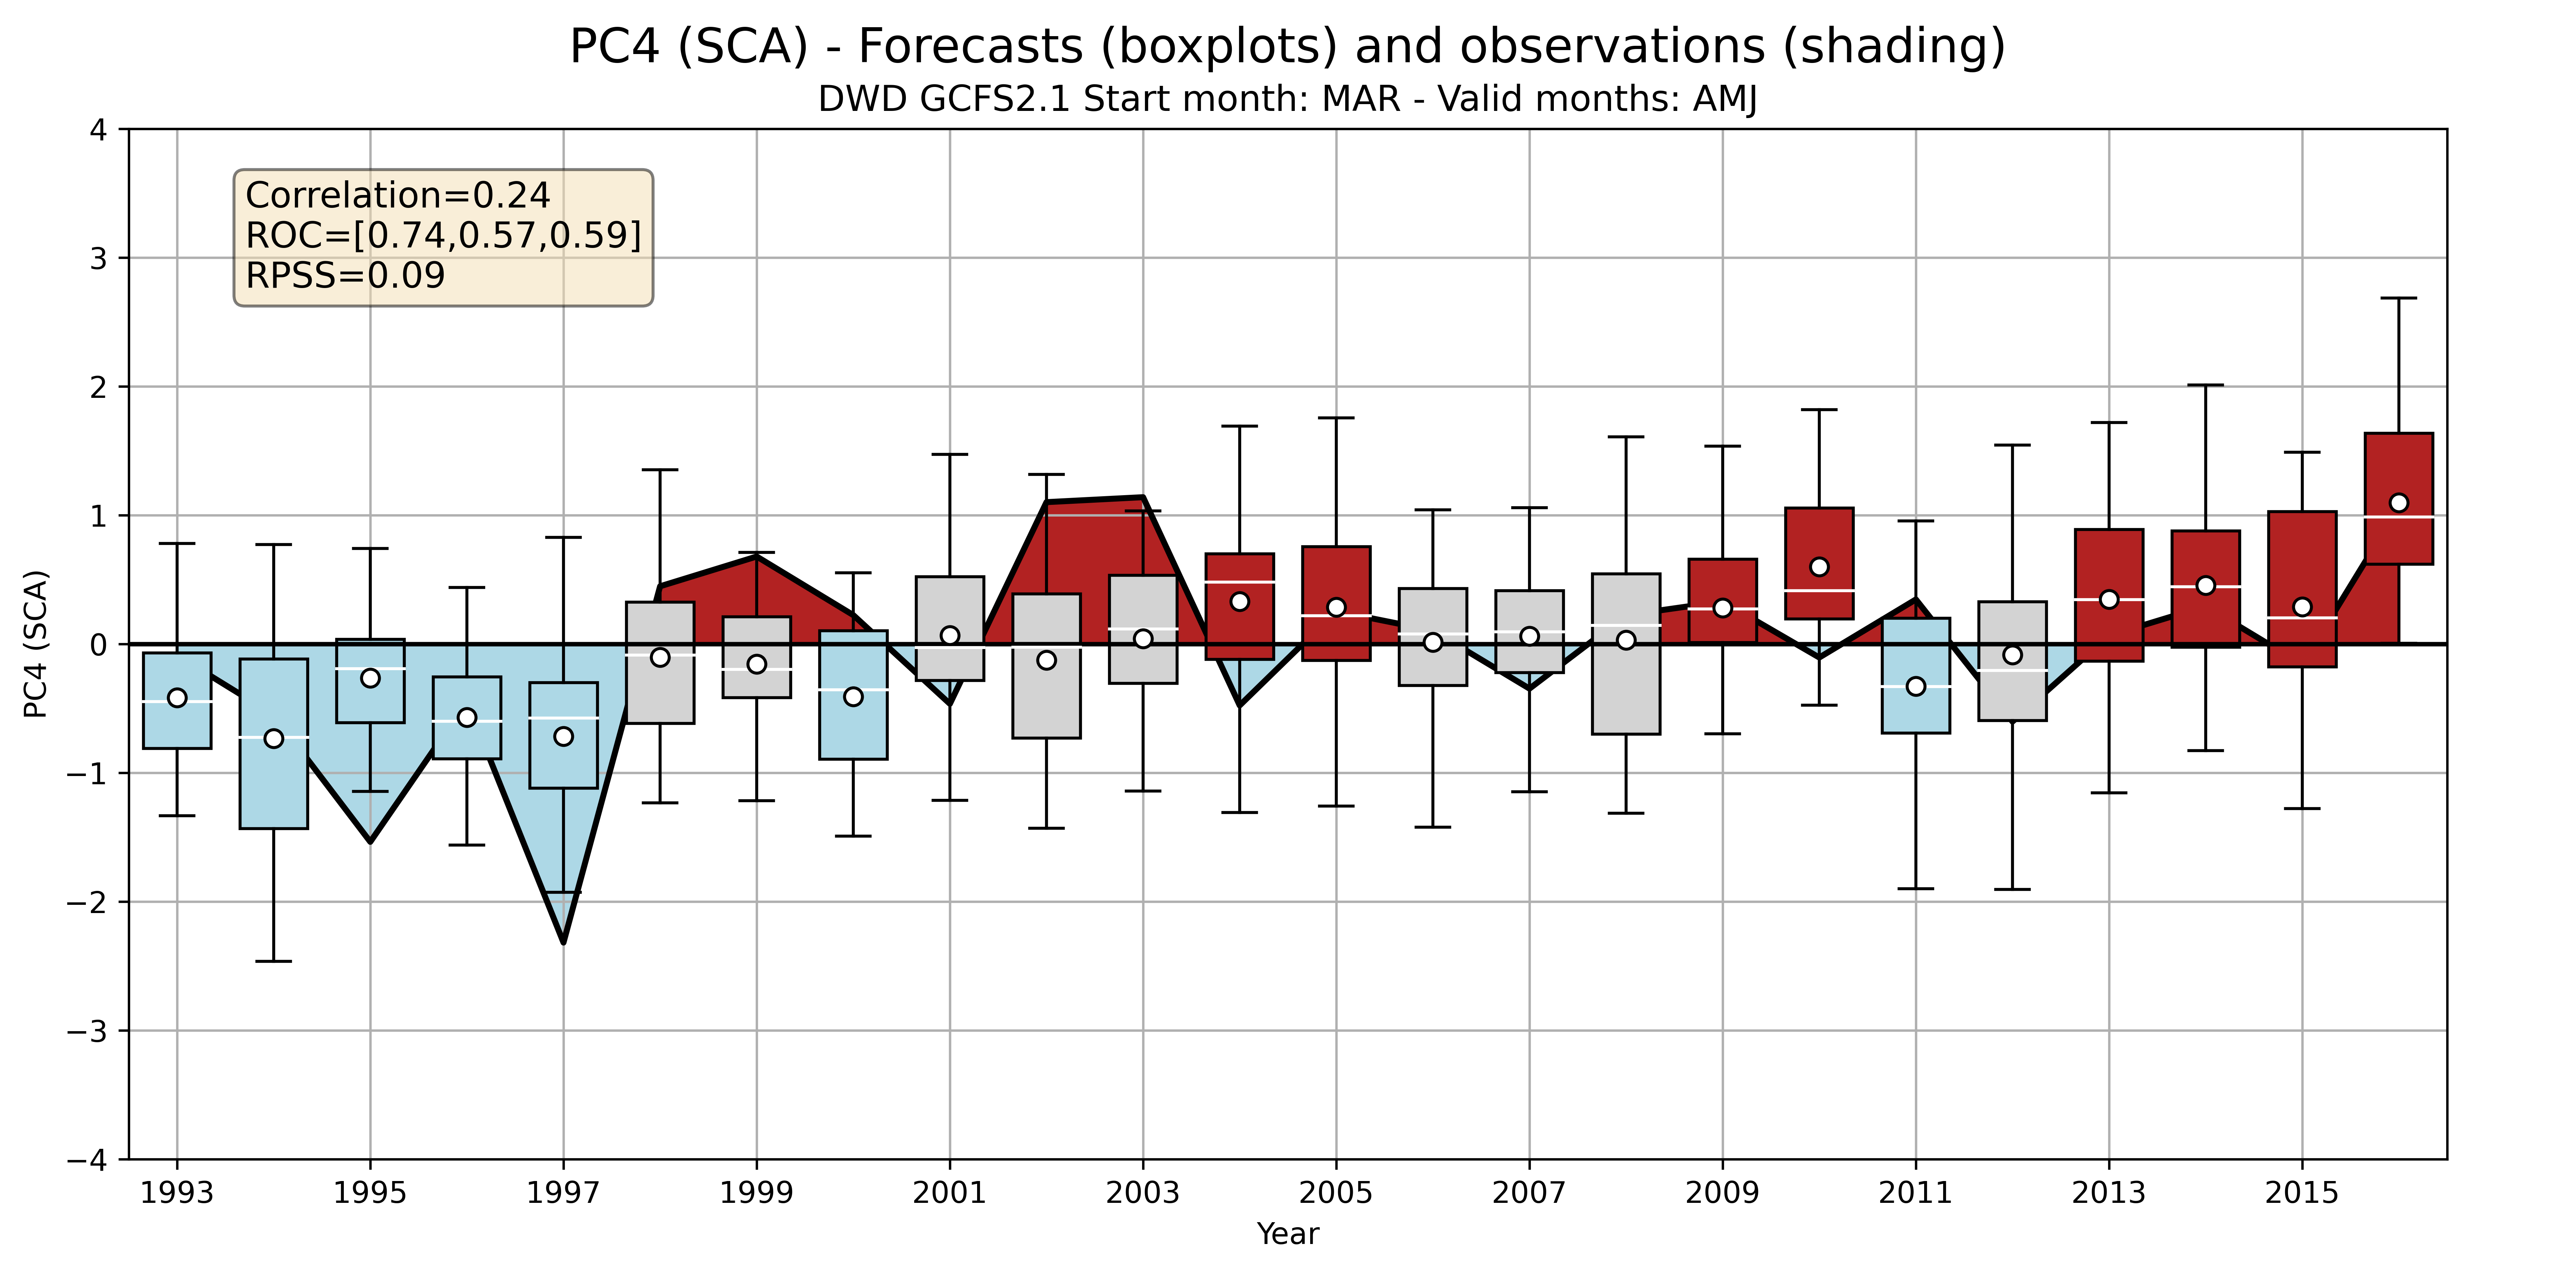 PC4 (SCA) - Forecasts (boxplots) and observations (shading)
DWD GCFS2.1 Start month: MAR - Valid months: AMJ
Correlation=0.24
ROC=[0.74,0.57,0.59]
RPSS=0.09
PC4 (SCA)
4
3
2
1
0
−1
−2
−3
−4
1993 1995 1997 1999 2001 2003 2005 2007 2009 2011 2013 2015
Year